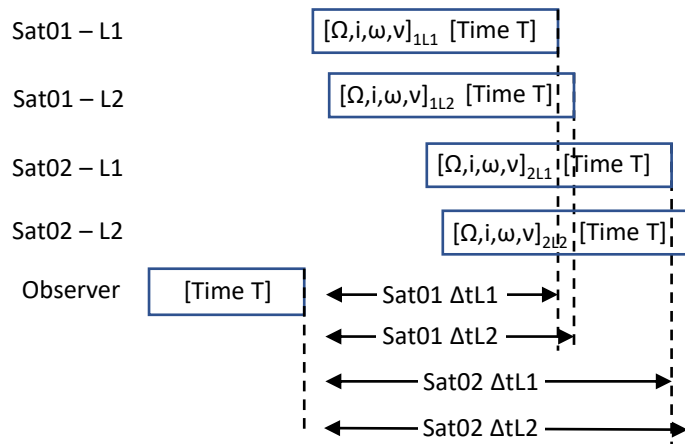 Sat01 – L1 [Ω,i,ω,ν]1L1 [Time T]
Sat01 – L2 [Ω,i,ω,ν]1L2 [Time T]
Sat02 – L1 [Ω,i,ω,ν]2L1 [Time T]
Sat02 – L2 [Ω,i,ω,ν]2L2 [Time T]
Observer [Time T] Sat01 ΔtL1
Sat01 ΔtL2
Sat02 ΔtL1
Sat02 ΔtL2